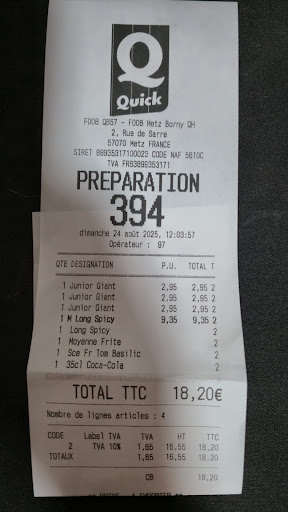 Q
Quick
F008 QB57 - F008 Metz Borny QH
2, Rue de Sarre
57070 Metz FRANCE
SIRET 89935317100023 CODE NAF 5610C
TVA FR53899353171
PREPARATION
394
dimanche 24 août 2025, 12:03:57
Opérateur : 97
QTE DESIGNATION P.U. TOTAL T
1 Junior Giant 2,95 2,95 2
1 Junior Giant 2,95 2,95 2
1 Junior Giant 2,95 2,95 2
1 M Long Spicy 9,35 9,35 2
1 Long Spicy 2
1 Moyenne Frite 2
1 Sce Fr Tom Basilic 2
1 35cl Coca-Cola 2
TOTAL TTC 18,20€
Nombre de lignes articles : 4
CODE Label TVA TVA HT TTC
2 TVA 10% 1,65 16,55 18,20
TOTAUX 1,65 16,55 18,20
CB 18,20